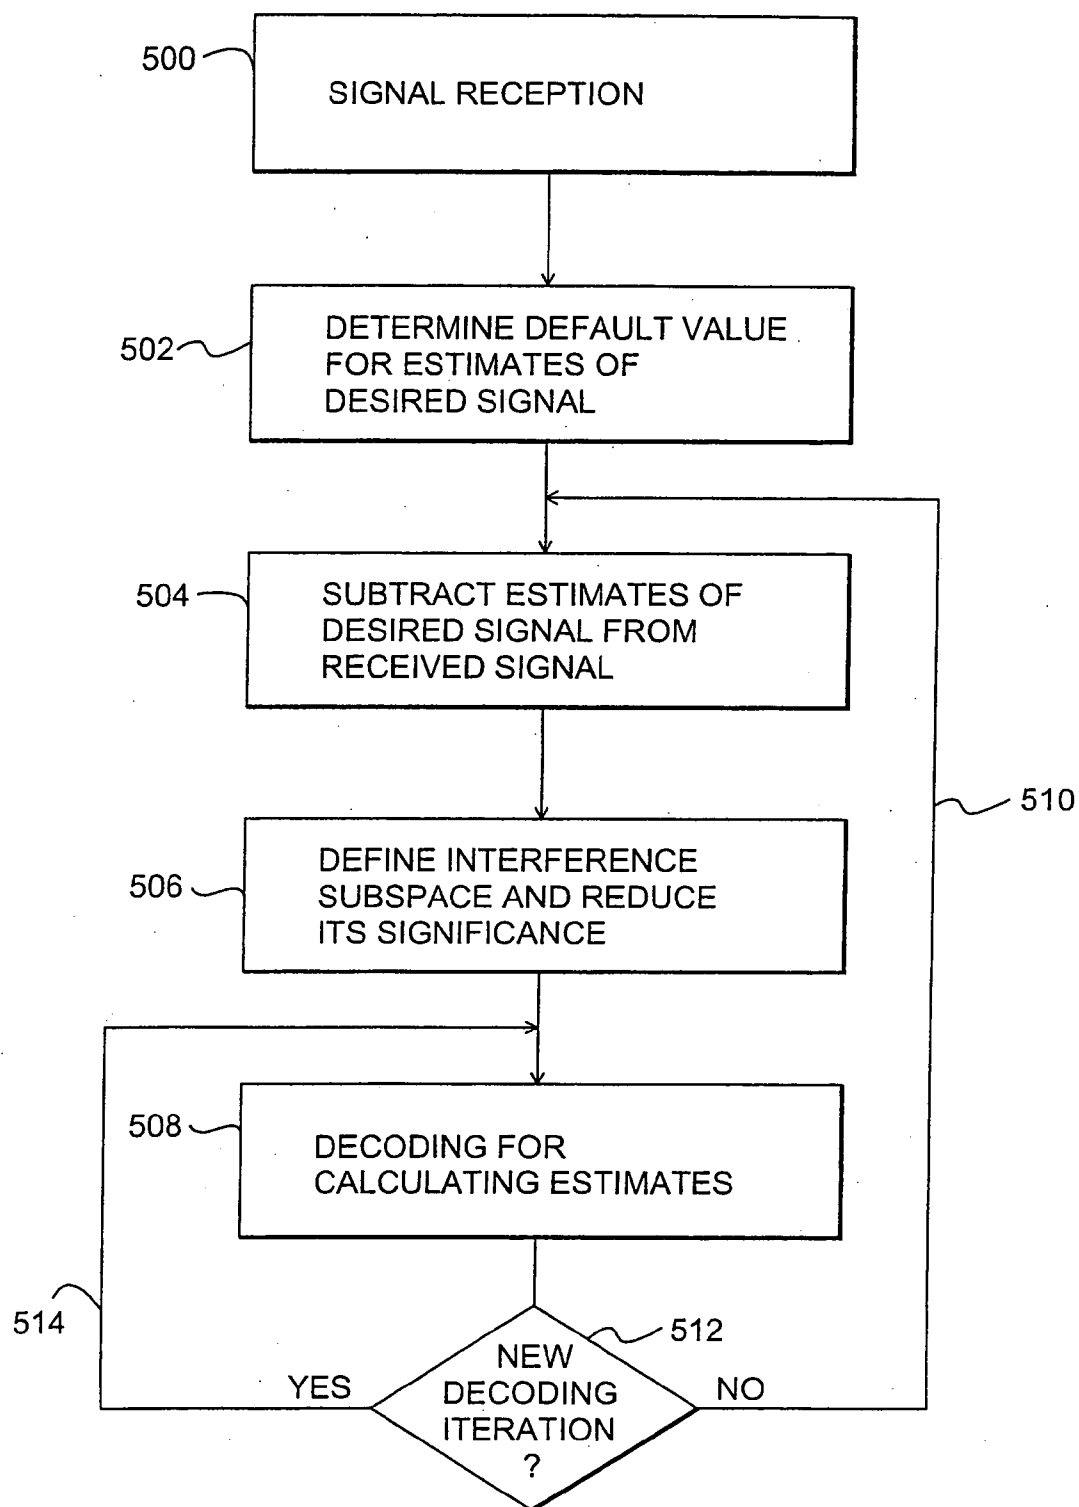 500
SIGNAL RECEPTION
502
DETERMINE DEFAULT VALUE
FOR ESTIMATES OF
DESIRED SIGNAL
504
SUBTRACT ESTIMATES OF
DESIRED SIGNAL FROM
RECEIVED SIGNAL
510
506
DEFINE INTERFERENCE
SUBSPACE AND REDUCE
ITS SIGNIFICANCE
508
DECODING FOR
CALCULATING ESTIMATES
514
512
YES
NEW
DECODING
ITERATION
?
NO